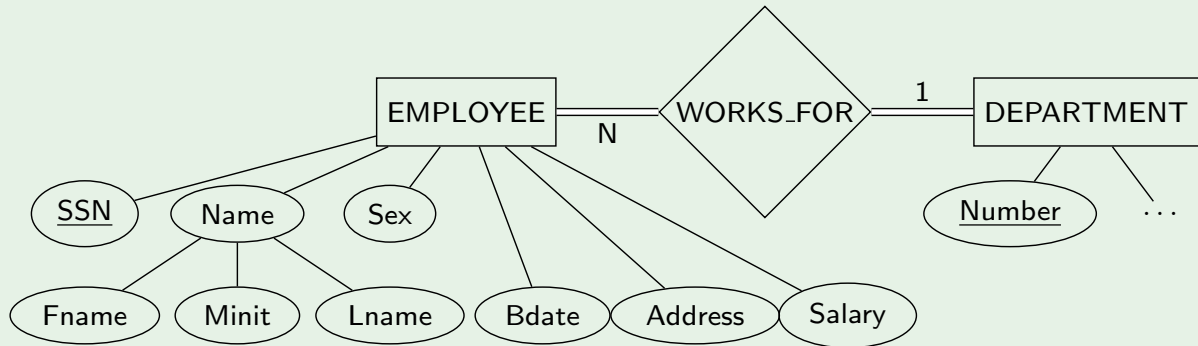 EMPLOYEE
N
WORKS_FOR
1
DEPARTMENT
SSN
Name
Sex
Number
...
Fname
Minit
Lname
Bdate
Address
Salary